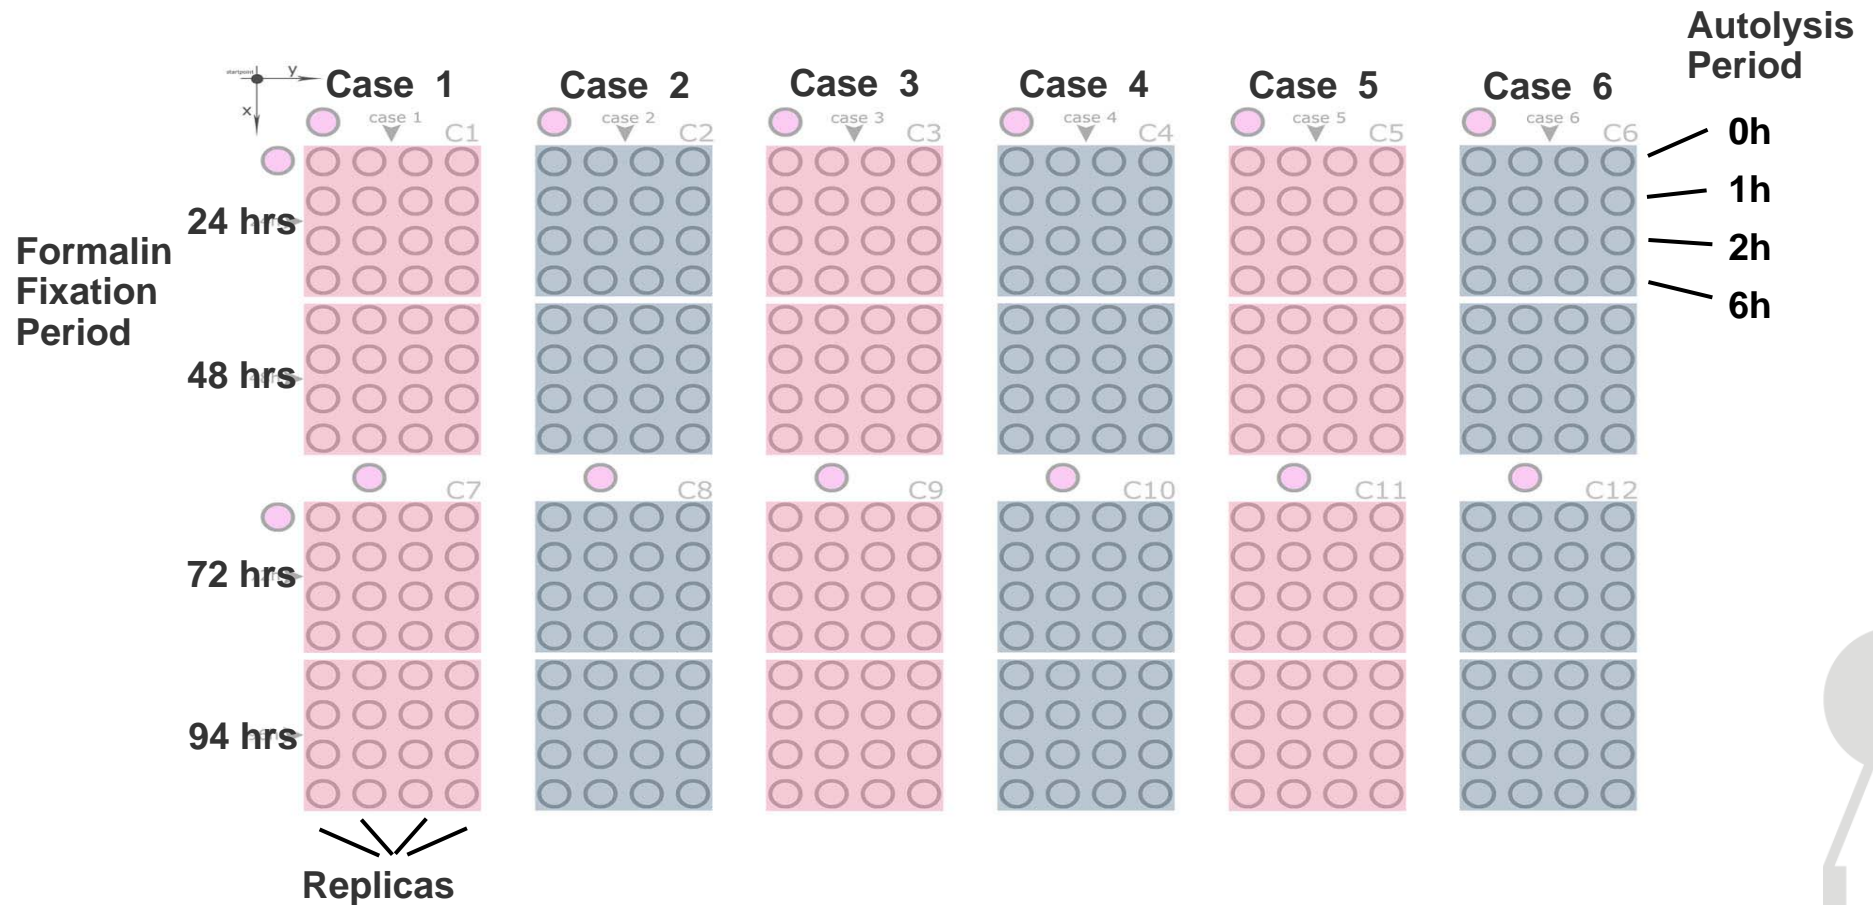 Autolysis
Period
startpoint
y
x
Case 1
Case 2
Case 3
Case 4
Case 5
Case 6
case 1
case 2
case 3
case 4
case 5
case 6
C1
C2
C3
C4
C5
C6
0h
1h
2h
6h
Formalin
Fixation
Period
24 hrs
48 hrs
C7
C8
C9
C10
C11
C12
72 hrs
94 hrs
Replicas